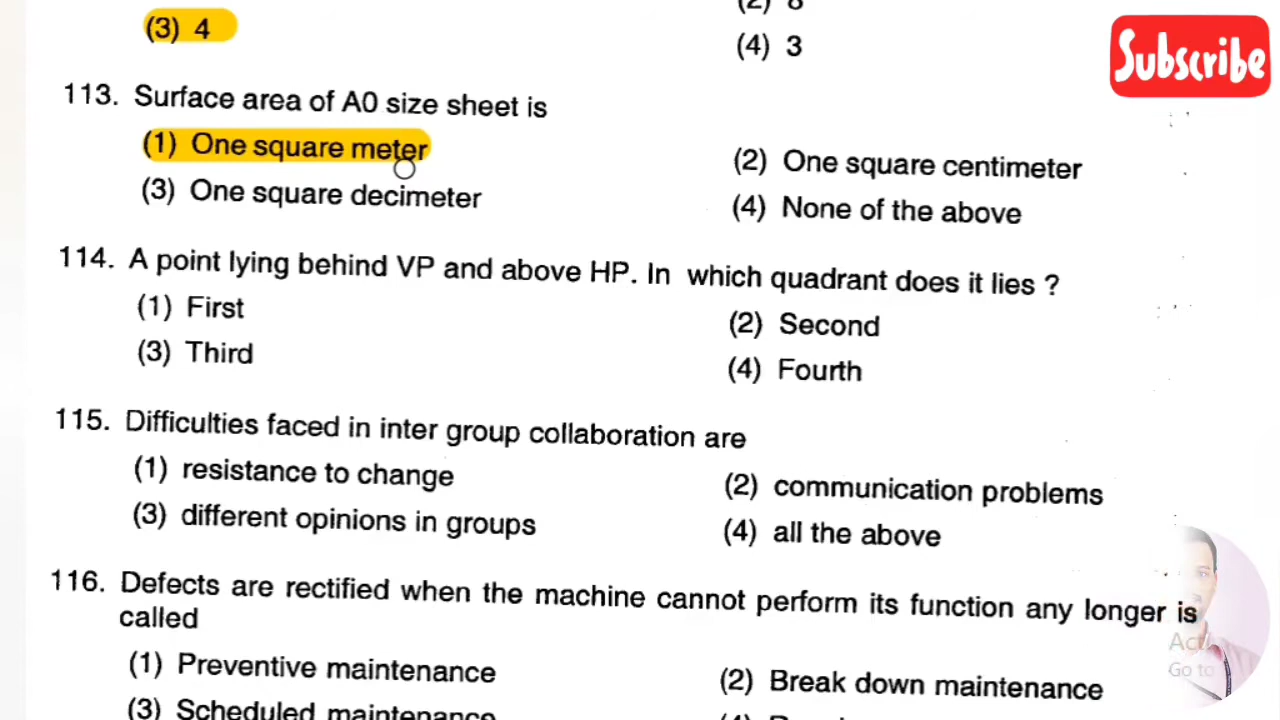 (2) 8
(3) 4
(4) 3
Subscribe
113. Surface area of A0 size sheet is
(1) One square meter
(2) One square centimeter
(3) One square decimeter
(4) None of the above
114. A point lying behind VP and above HP. In which quadrant does it lies ?
(1) First
(2) Second
(3) Third
(4) Fourth
115. Difficulties faced in inter group collaboration are
(1) resistance to change
(2) communication problems
(3) different opinions in groups
(4) all the above
116. Defects are rectified when the machine cannot perform its function any longer is
called
(1) Preventive maintenance
(2) Break down maintenance
(3) Scheduled maintenance
Go to